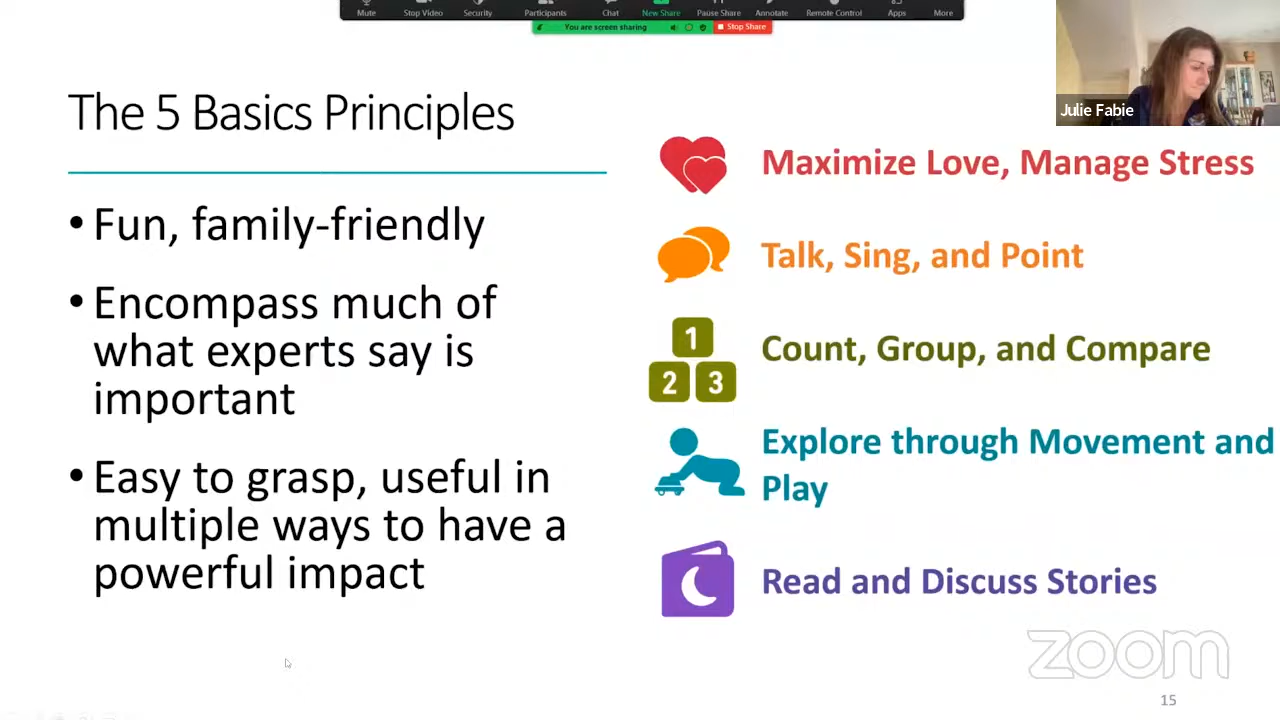 Mute Stop Video Security Participants Chat New Share Pause Share Annotate Remote Control Apps More
You are screen sharing Stop Share
Julie Fabie
The 5 Basics Principles
• Fun, family-friendly
• Encompass much of
what experts say is
important
• Easy to grasp, useful in
multiple ways to have a
powerful impact
Maximize Love, Manage Stress
Talk, Sing, and Point
1
2 3
Count, Group, and Compare
Explore through Movement and
Play
Read and Discuss Stories
zoom
15